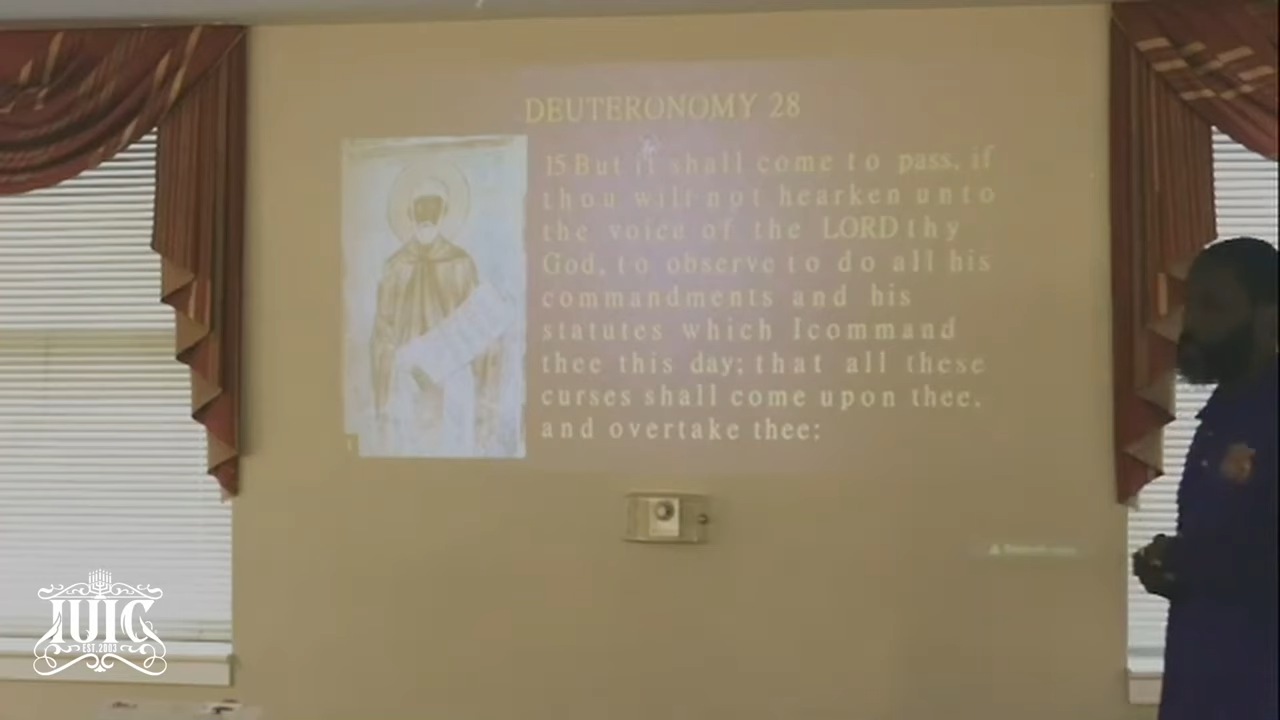 DEUTERONOMY 28
15 But it shall come to pass, if
thou wilt not hearken unto
the voice of the LORD thy
God, to observe to do all his
commandments and his
statutes which I command
thee this day; that all these
curses shall come upon thee,
and overtake thee:
IUIC
EST. 2003